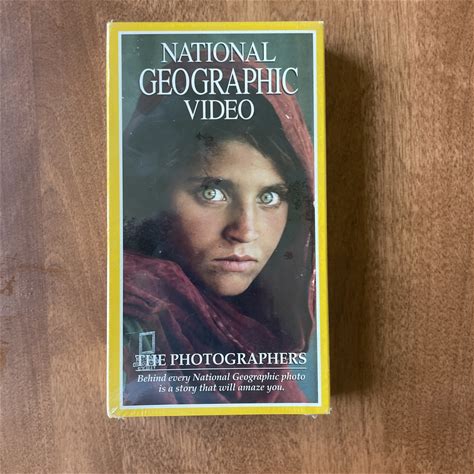 NATIONAL
GEOGRAPHIC
VIDEO
THE PHOTOGRAPHERS
Behind every National Geographic photo
is a story that will amaze you.